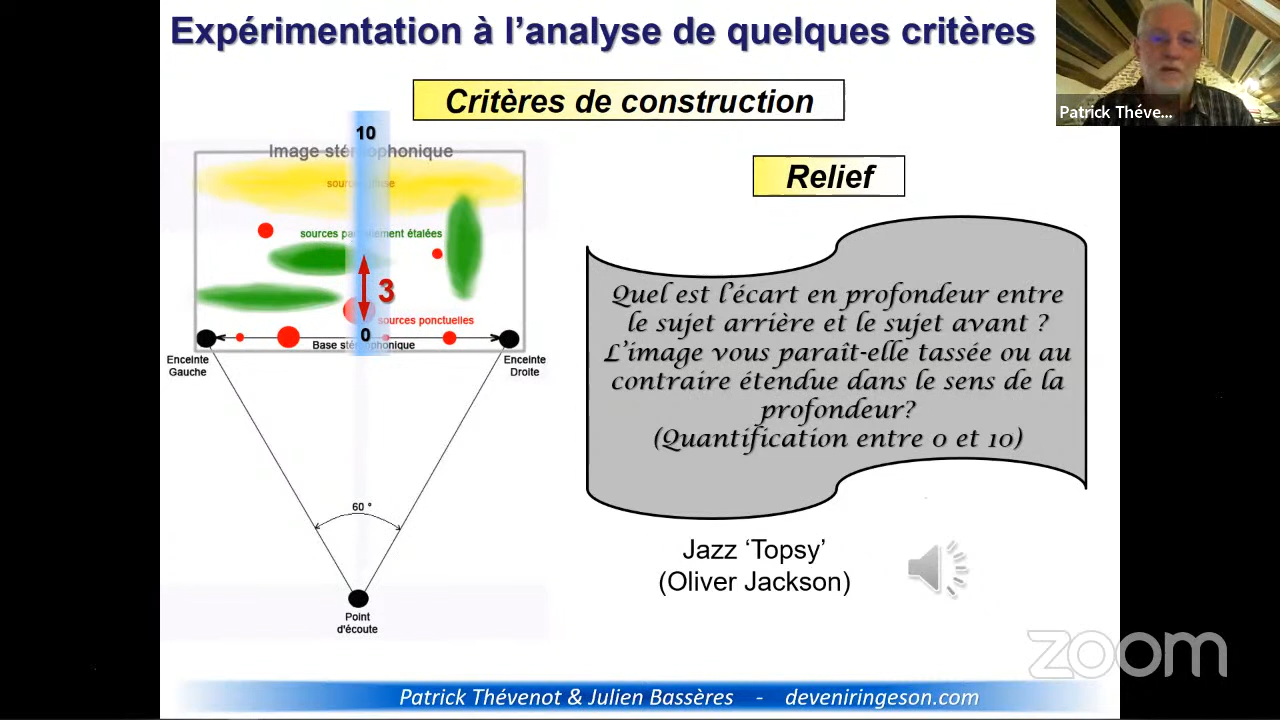 Expérimentation à l’analyse de quelques critères
Patrick Théve...
Critères de construction
10
Image stéréophonique
sources partiellement étalées
3
sources ponctuelles
0
Base stéréophonique
Enceinte
Gauche
Enceinte
Droite
60 °
Point
d'écoute
Relief
Quel est l’écart en profondeur entre
le sujet arrière et le sujet avant ?
L’image vous paraît-elle tassée ou au
contraire étendue dans le sens de la
profondeur?
(Quantification entre 0 et 10)
Jazz ‘Topsy’
(Oliver Jackson)
zoom
Patrick Thévenot & Julien Bassères - deveniringeson.com